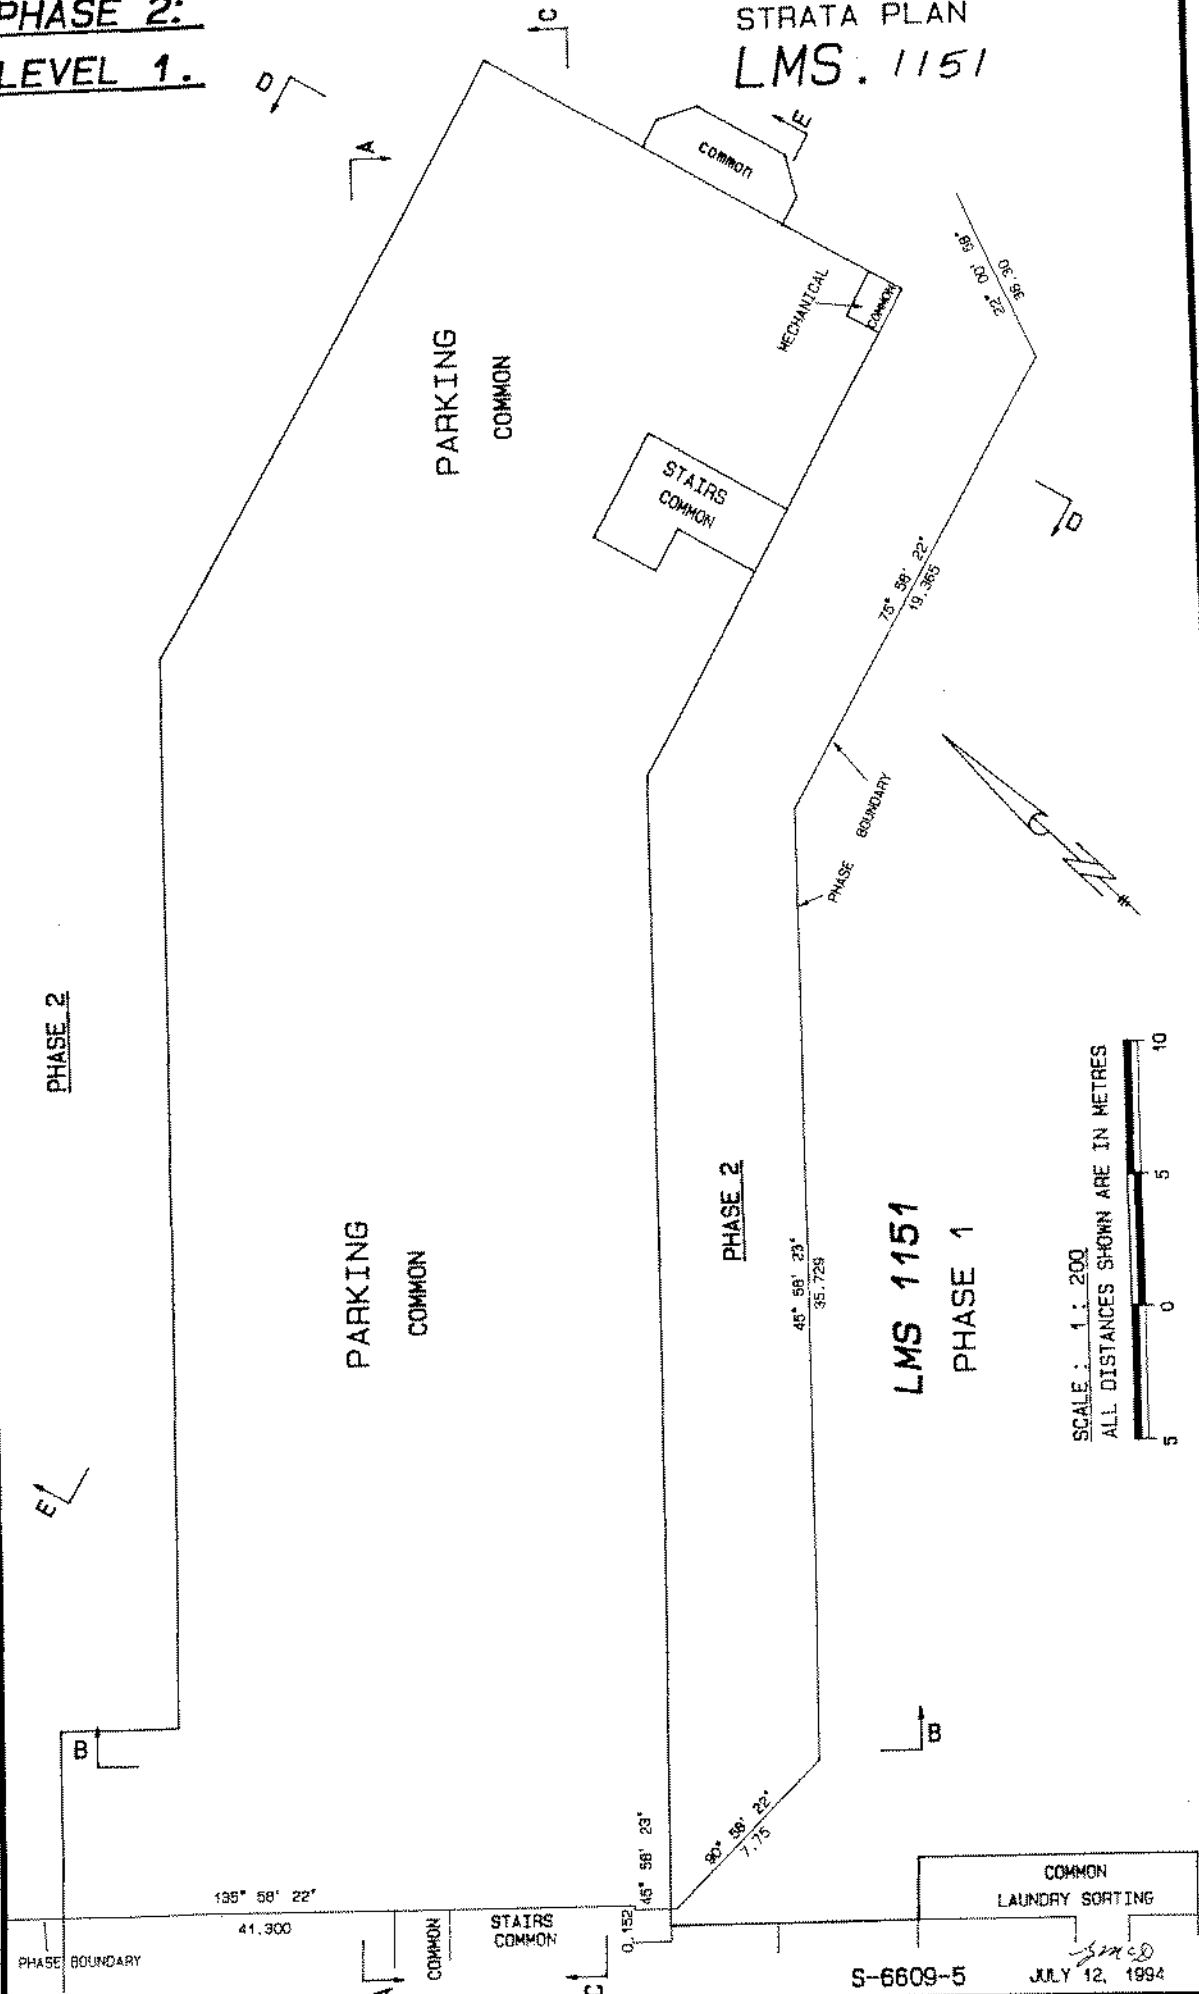 PHASE 2:
LEVEL 1.
STRATA PLAN
LMS. 1151
C
D
A
E
common
MECHANICAL
COMMON
22° 00' 68"
36.30
PARKING
COMMON
STAIRS
COMMON
D
75° 58' 22"
19.365
PHASE BOUNDARY
N
PHASE 2
PARKING
COMMON
PHASE 2
45° 58' 23"
35.729
LMS 1151
PHASE 1
SCALE : 1 : 200
ALL DISTANCES SHOWN ARE IN METRES
5 0 5 10
E
B
B
90° 58' 22"
7.75
45° 58' 23"
0.152
135° 58' 22"
41.300
PHASE BOUNDARY
COMMON
STAIRS
COMMON
A
C
COMMON
LAUNDRY SORTING
S-6609-5
JULY 12, 1994